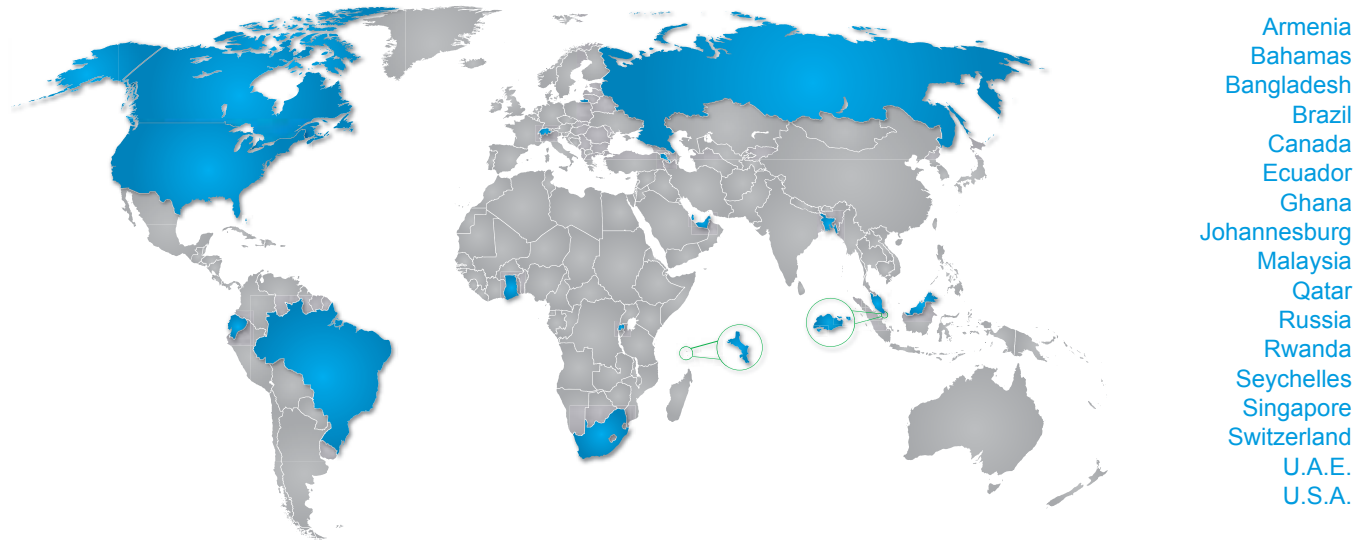 Armenia
Bahamas
Bangladesh
Brazil
Canada
Ecuador
Ghana
Johannesburg
Malaysia
Qatar
Russia
Rwanda
Seychelles
Singapore
Switzerland
U.A.E.
U.S.A.